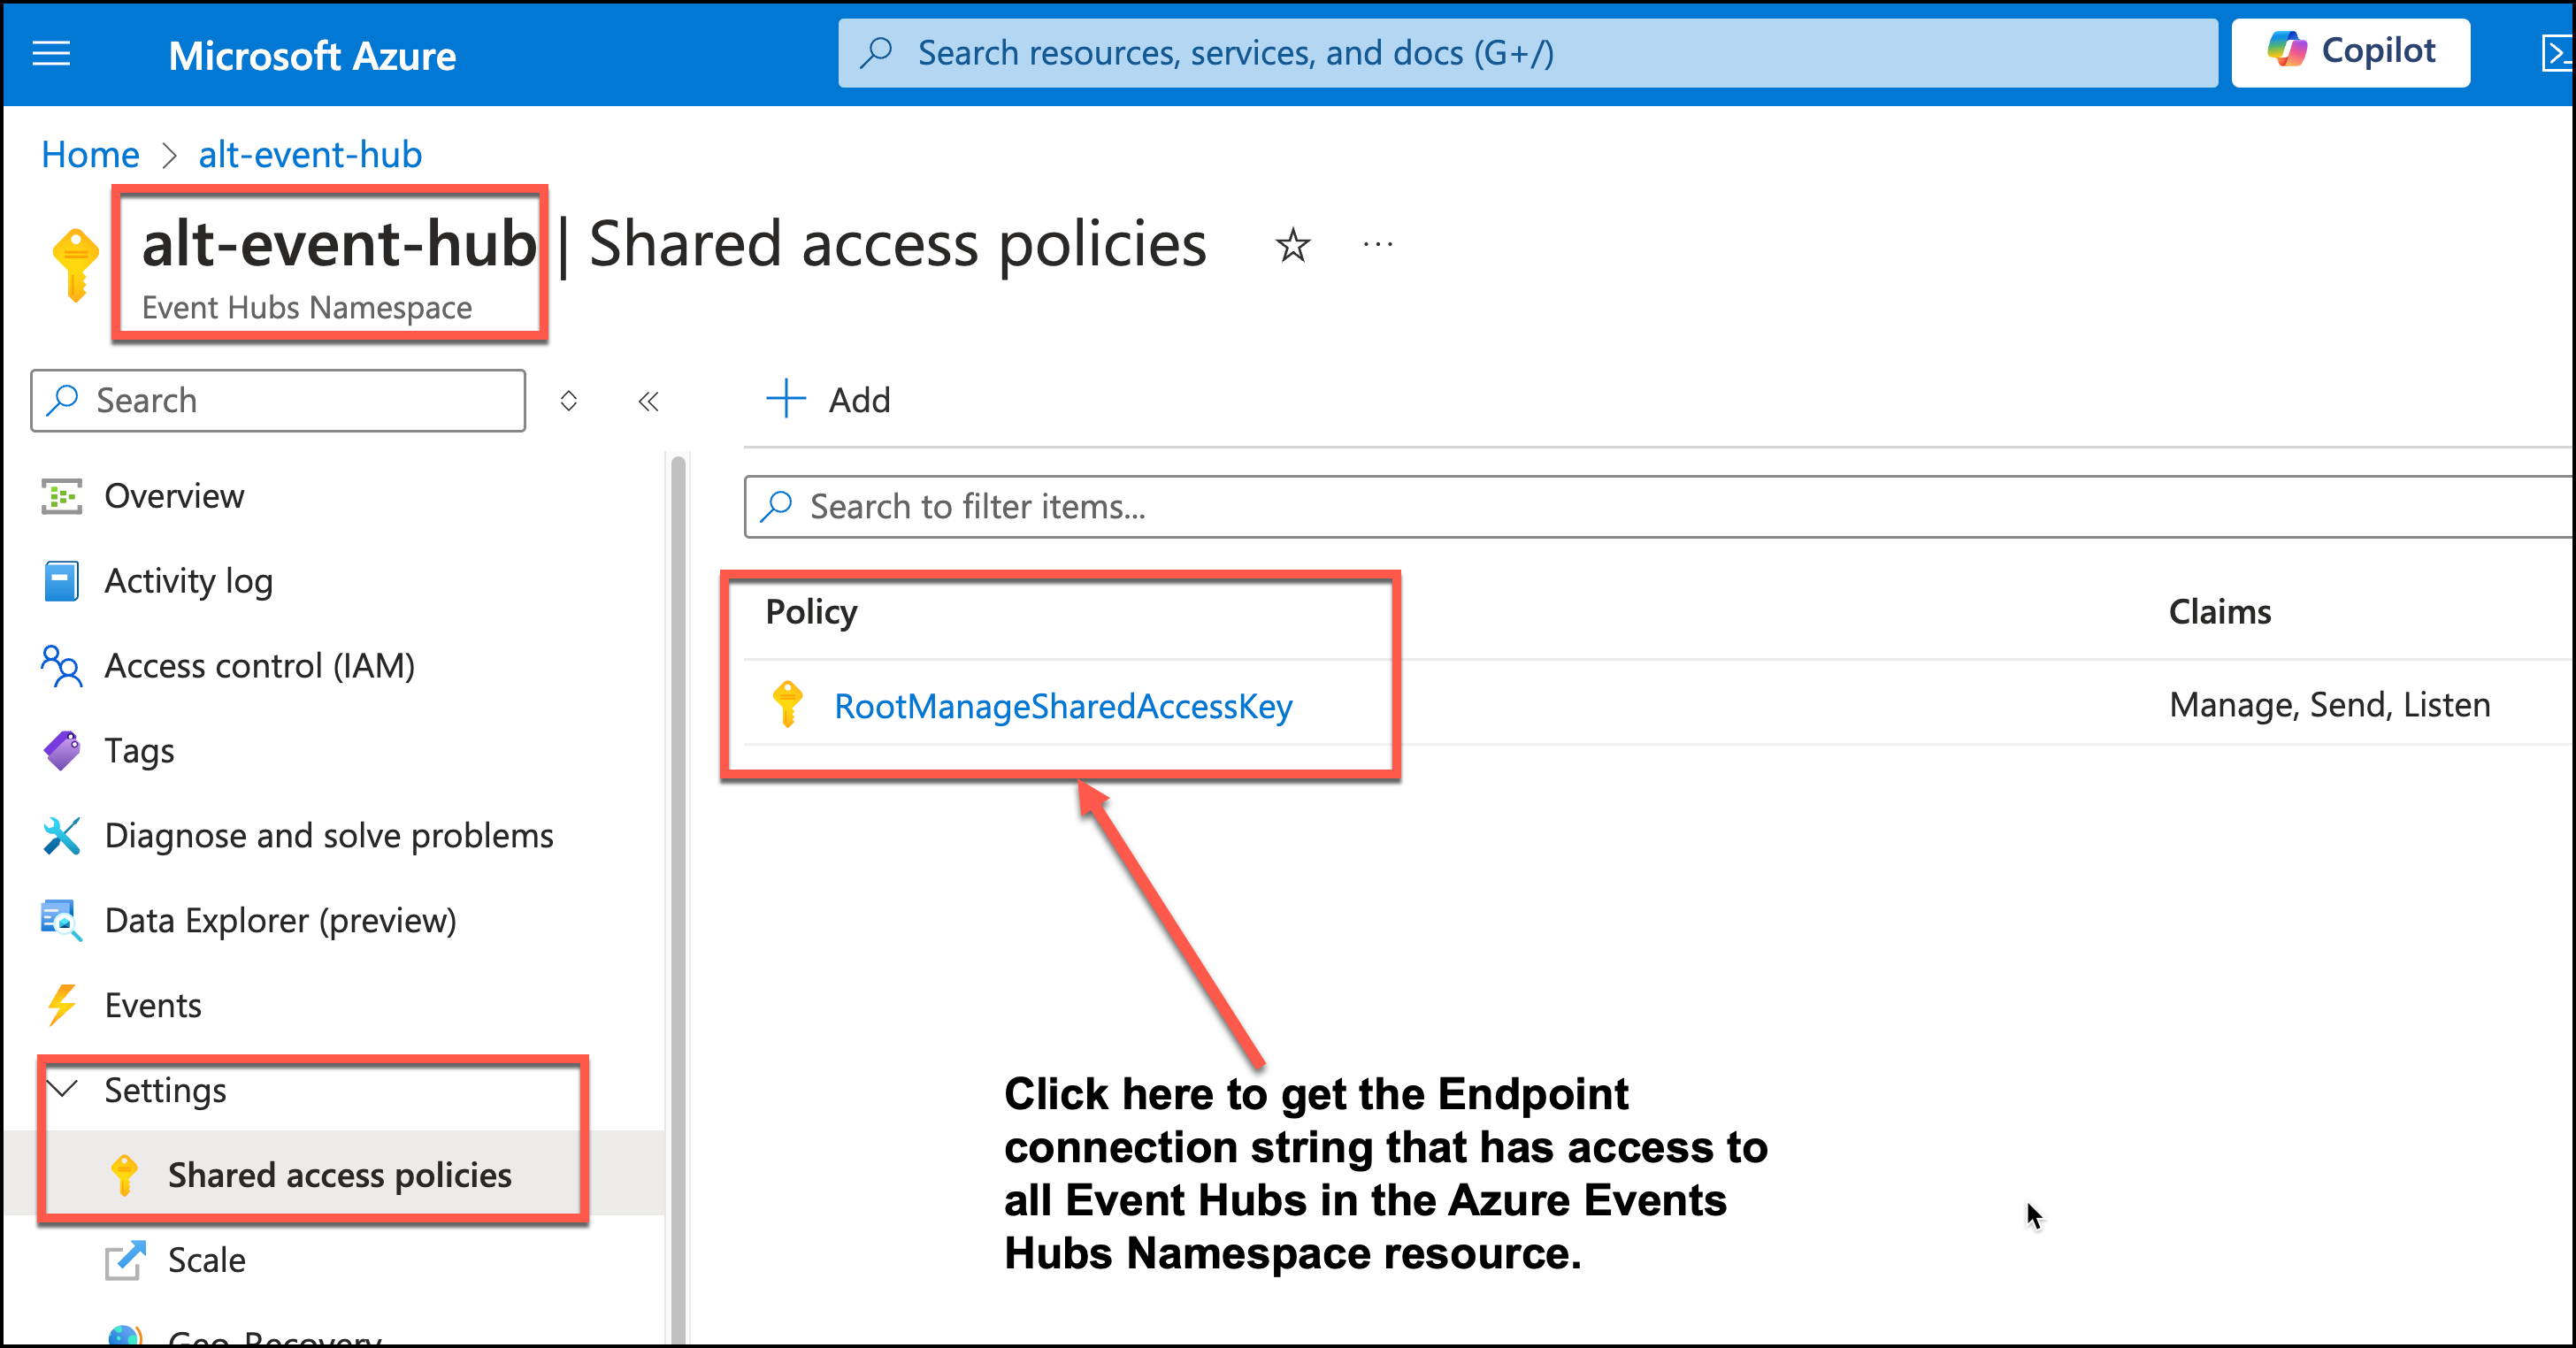 Microsoft Azure
Search resources, services, and docs (G+/)
Copilot
Home > alt-event-hub
alt-event-hub | Shared access policies
Event Hubs Namespace
Search
Add
Overview
Search to filter items...
Activity log
Policy
Claims
Access control (IAM)
RootManageSharedAccessKey
Manage, Send, Listen
Tags
Diagnose and solve problems
Data Explorer (preview)
Events
Settings
Shared access policies
Scale
Geo-Recovery
Click here to get the Endpoint
connection string that has access to
all Event Hubs in the Azure Events
Hubs Namespace resource.